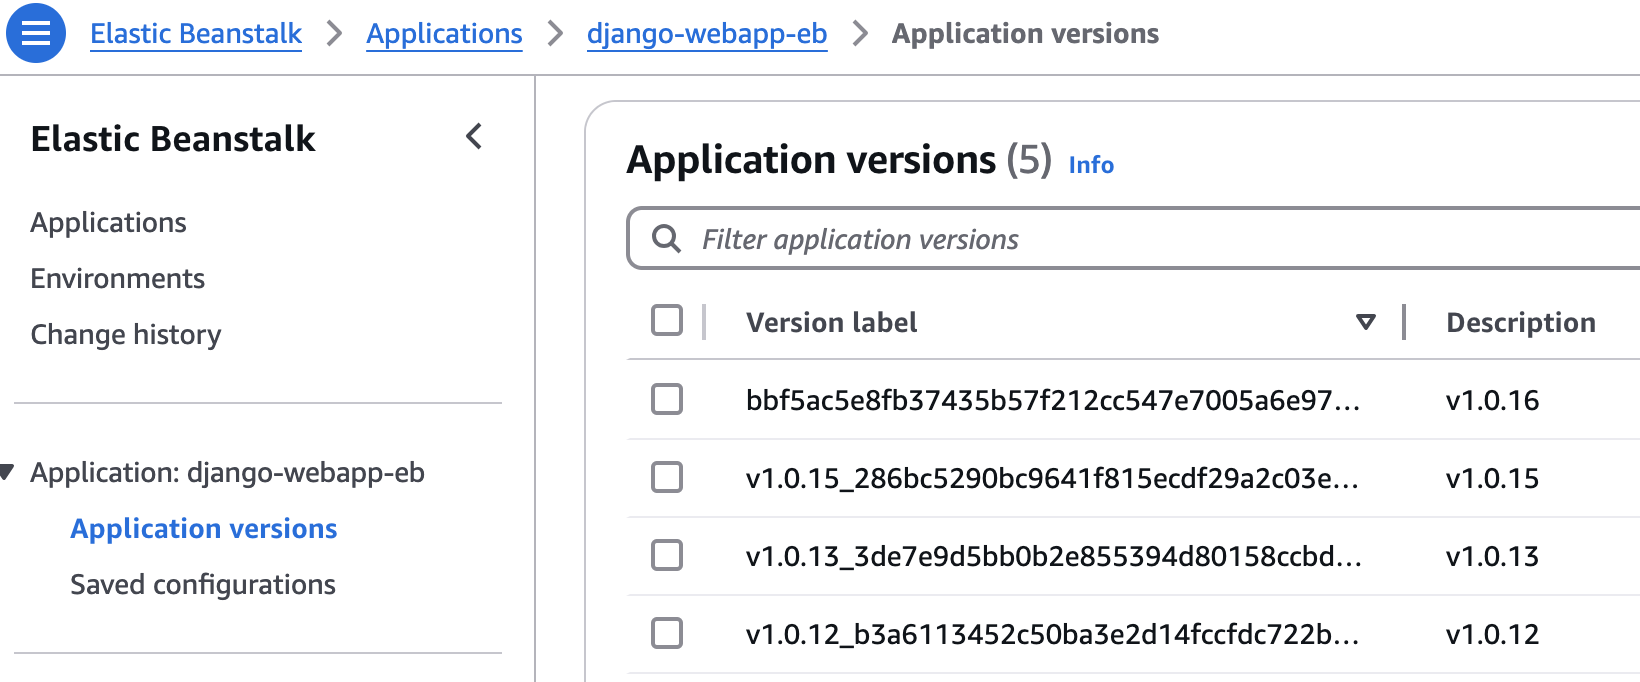 Elastic Beanstalk > Applications > django-webapp-eb > Application versions
Elastic Beanstalk
Applications
Environments
Change history
Application: django-webapp-eb
Application versions
Saved configurations
Application versions (5) Info
Filter application versions
Version label Description
bbf5ac5e8fb37435b57f212cc547e7005a6e97... v1.0.16
v1.0.15_286bc5290bc9641f815ecdf29a2c03e... v1.0.15
v1.0.13_3de7e9d5bb0b2e855394d80158ccbd... v1.0.13
v1.0.12_b3a6113452c50ba3e2d14fccfdc722b... v1.0.12